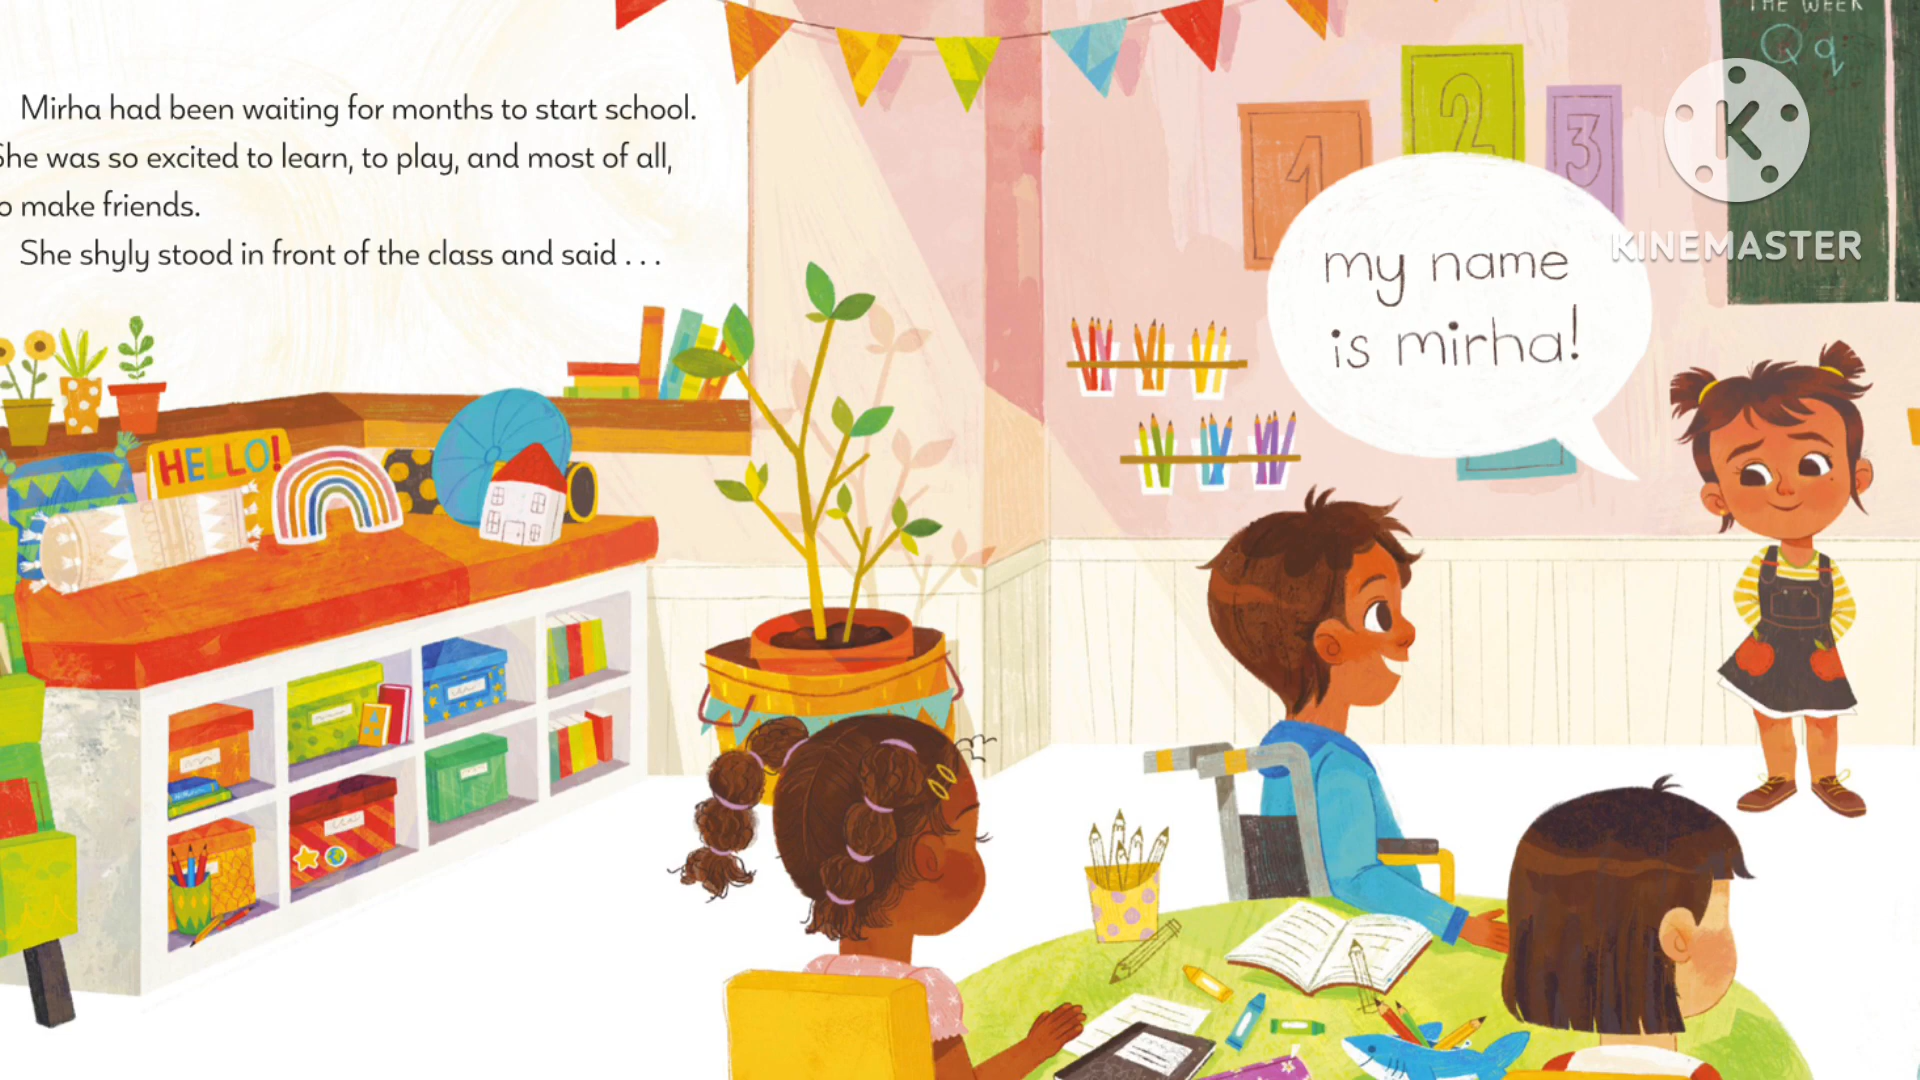 Mirha had been waiting for months to start school.
She was so excited to learn, to play, and most of all,
to make friends.
She shyly stood in front of the class and said . . .
THE WEEK
Q q
1
2
3
K
KINEMASTER
my name
is mirha!
HELLO!